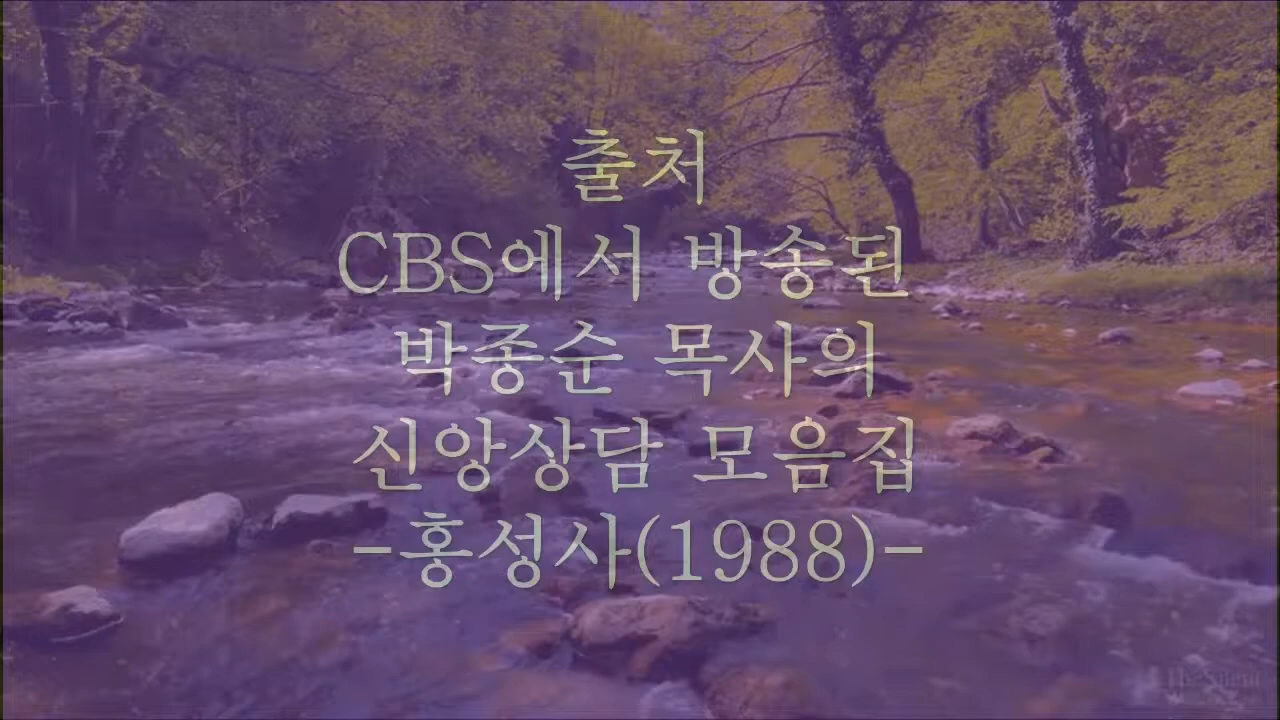 출처
CBS에서 방송된
박종순 목사의
신앙상담 모음집
-홍성사(1988)-